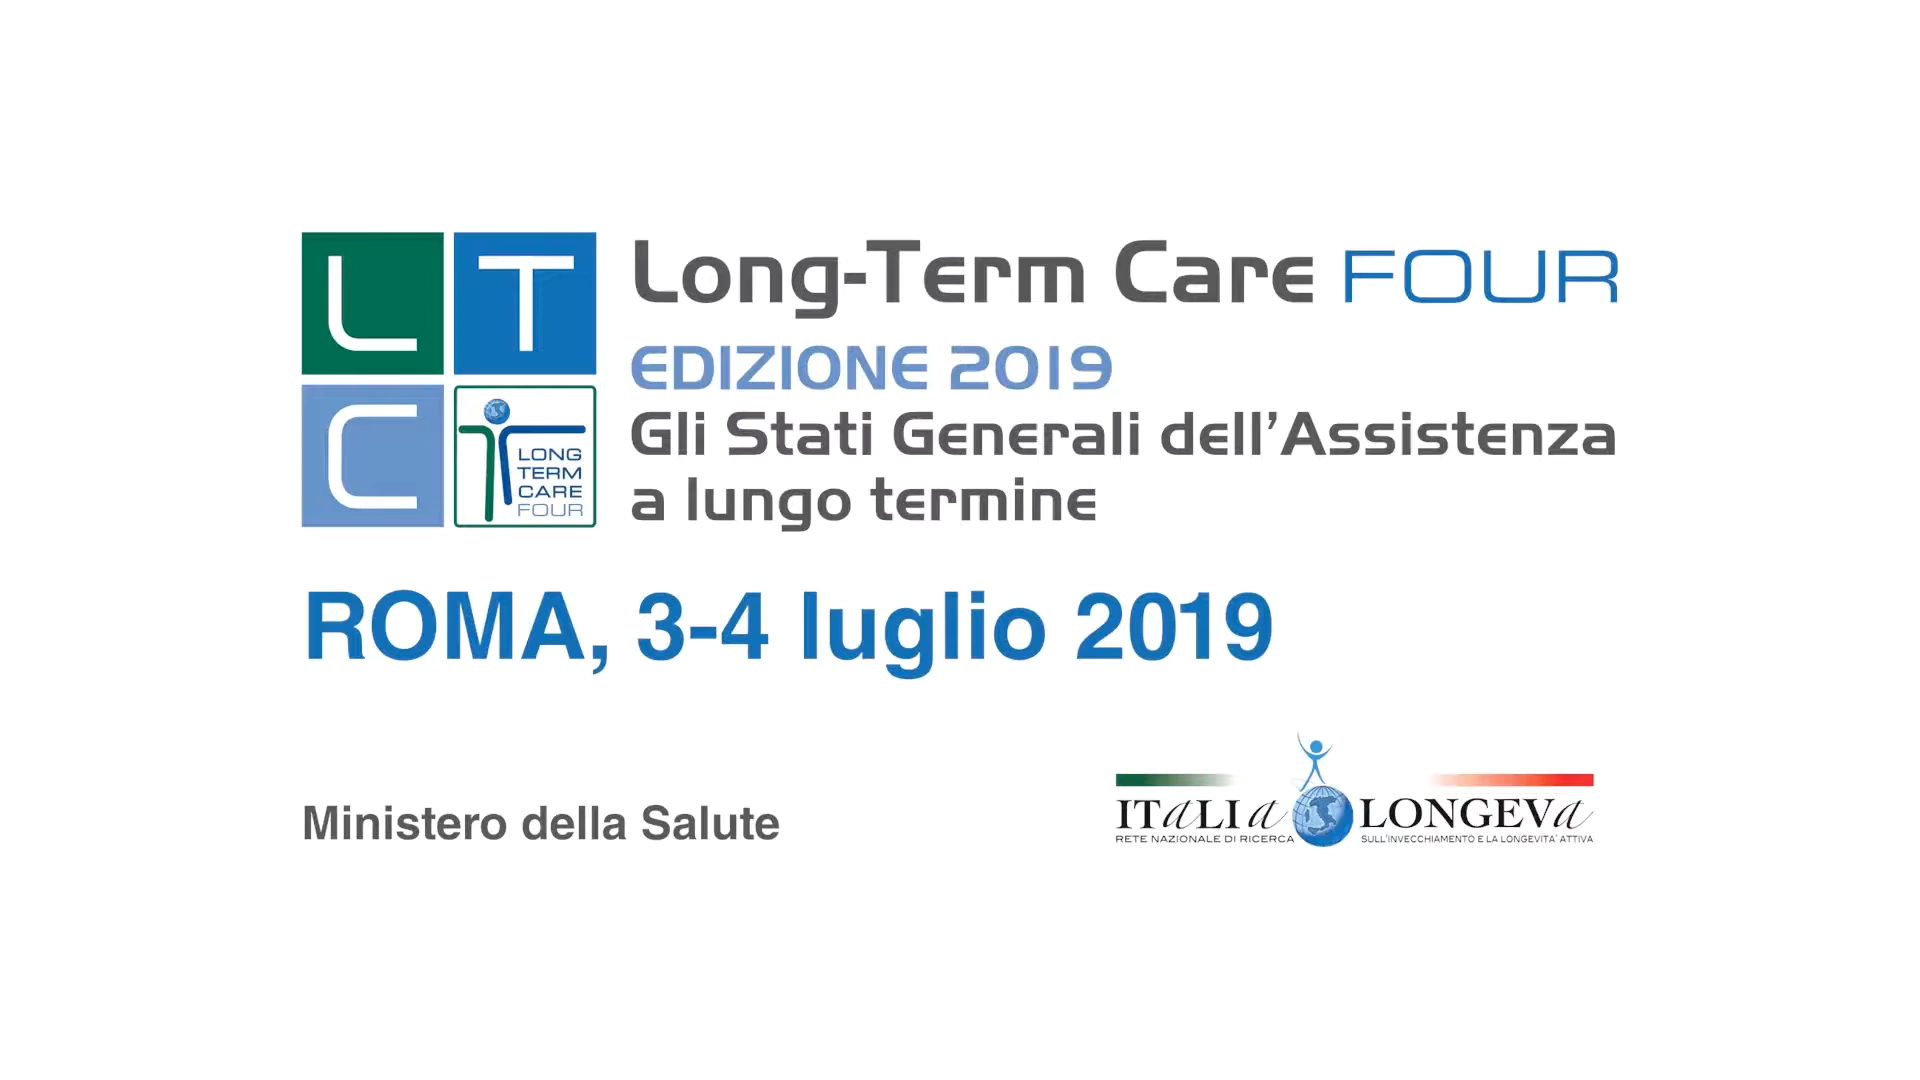 L T
C
LONG
TERM
CARE
FOUR
Long-Term Care FOUR
EDIZIONE 2019
Gli Stati Generali dell'Assistenza
a lungo termine
ROMA, 3-4 luglio 2019
Ministero della Salute
ITaLIa LONGEVa
RETE NAZIONALE DI RICERCA SULL'INVECCHIAMENTO E LA LONGEVITA' ATTIVA